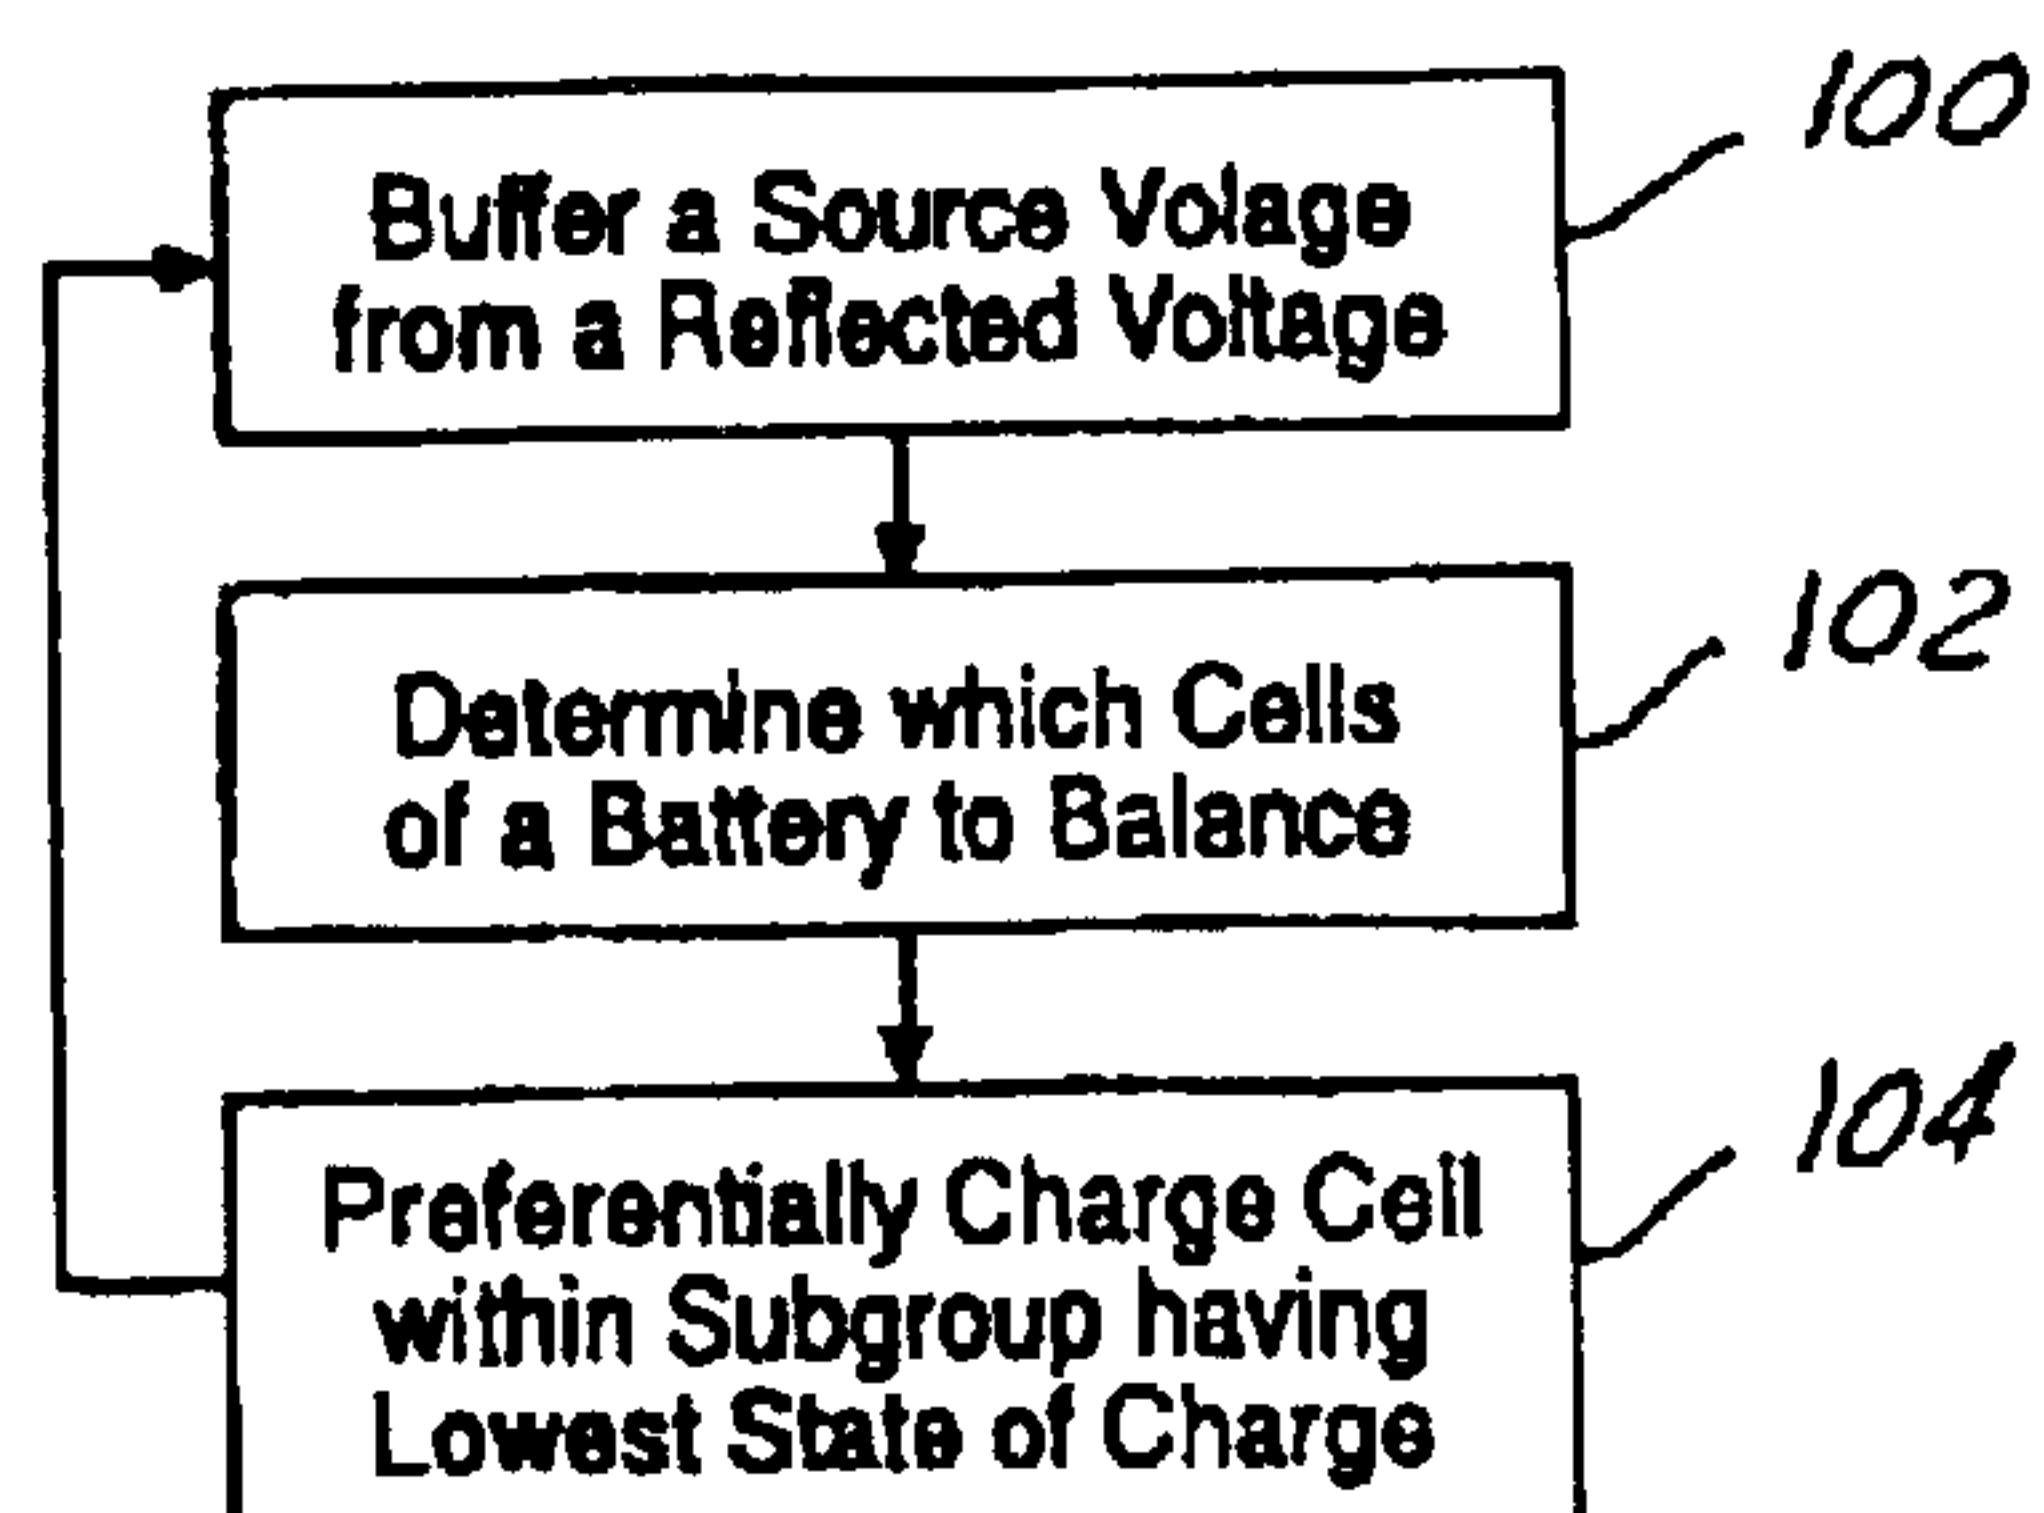 100
Buffer a Source Volage
from a Reflected Voltage
102
Determine which Cells
of a Battery to Balance
104
Preferentially Charge Cell
within Subgroup having
Lowest State of Charge